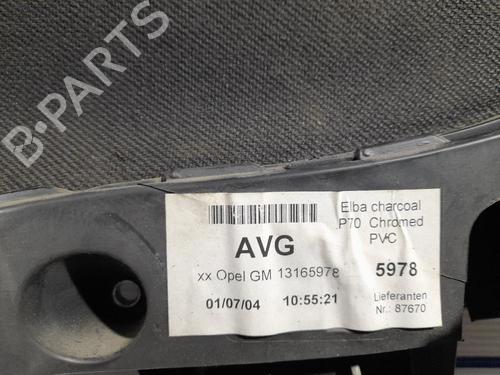 B-PARTS
Elba charcoal
P70 Chromed
PVC
AVG
xx Opel GM 13165978
5978
01/07/04 10:55:21
Lieferanten
Nr.: 87670